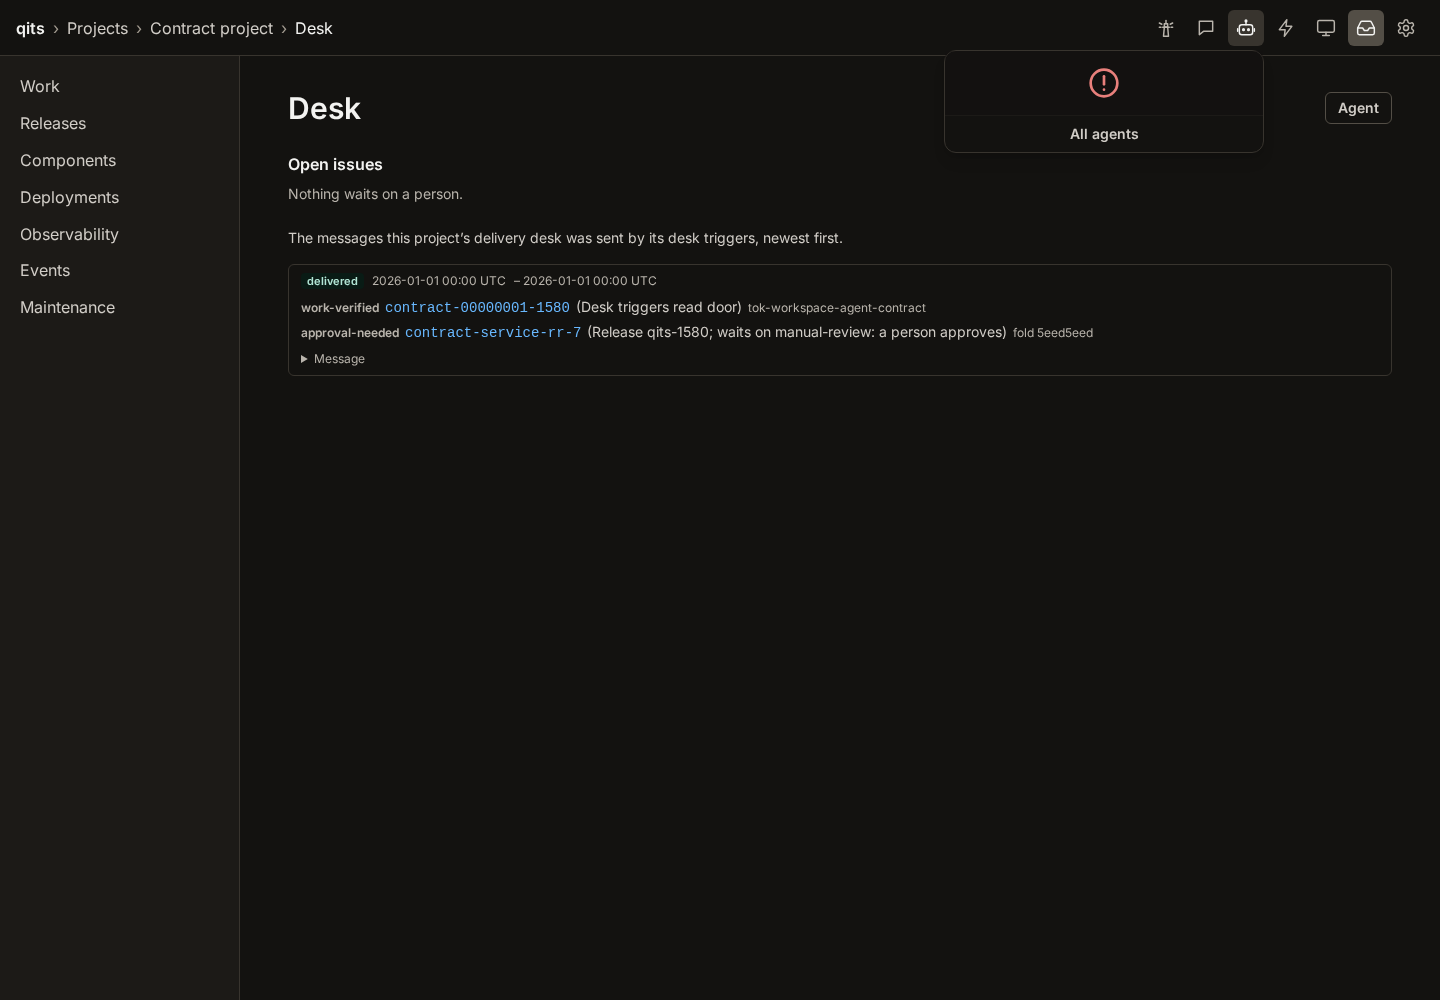 qits › Projects › Contract project › Desk
Work
Releases
Components
Deployments
Observability
Events
Maintenance
Desk
Agent
All agents
Open issues
Nothing waits on a person.
The messages this project’s delivery desk was sent by its desk triggers, newest first.
delivered 2026-01-01 00:00 UTC – 2026-01-01 00:00 UTC
work-verified contract-00000001-1580 (Desk triggers read door) tok-workspace-agent-contract
approval-needed contract-service-rr-7 (Release qits-1580; waits on manual-review: a person approves) fold 5eed5eed
Message